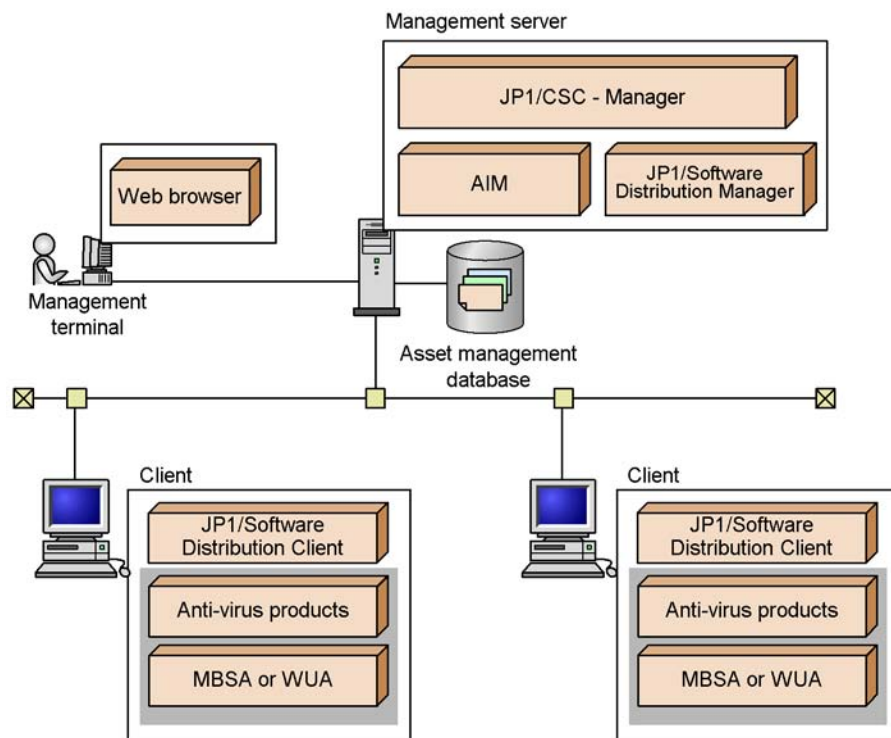 Management server
JP1/CSC - Manager
AIM
JP1/Software
Distribution Manager
Web browser
Management
terminal
Asset management
database
Client
JP1/Software
Distribution Client
Anti-virus products
MBSA or WUA
Client
JP1/Software
Distribution Client
Anti-virus products
MBSA or WUA